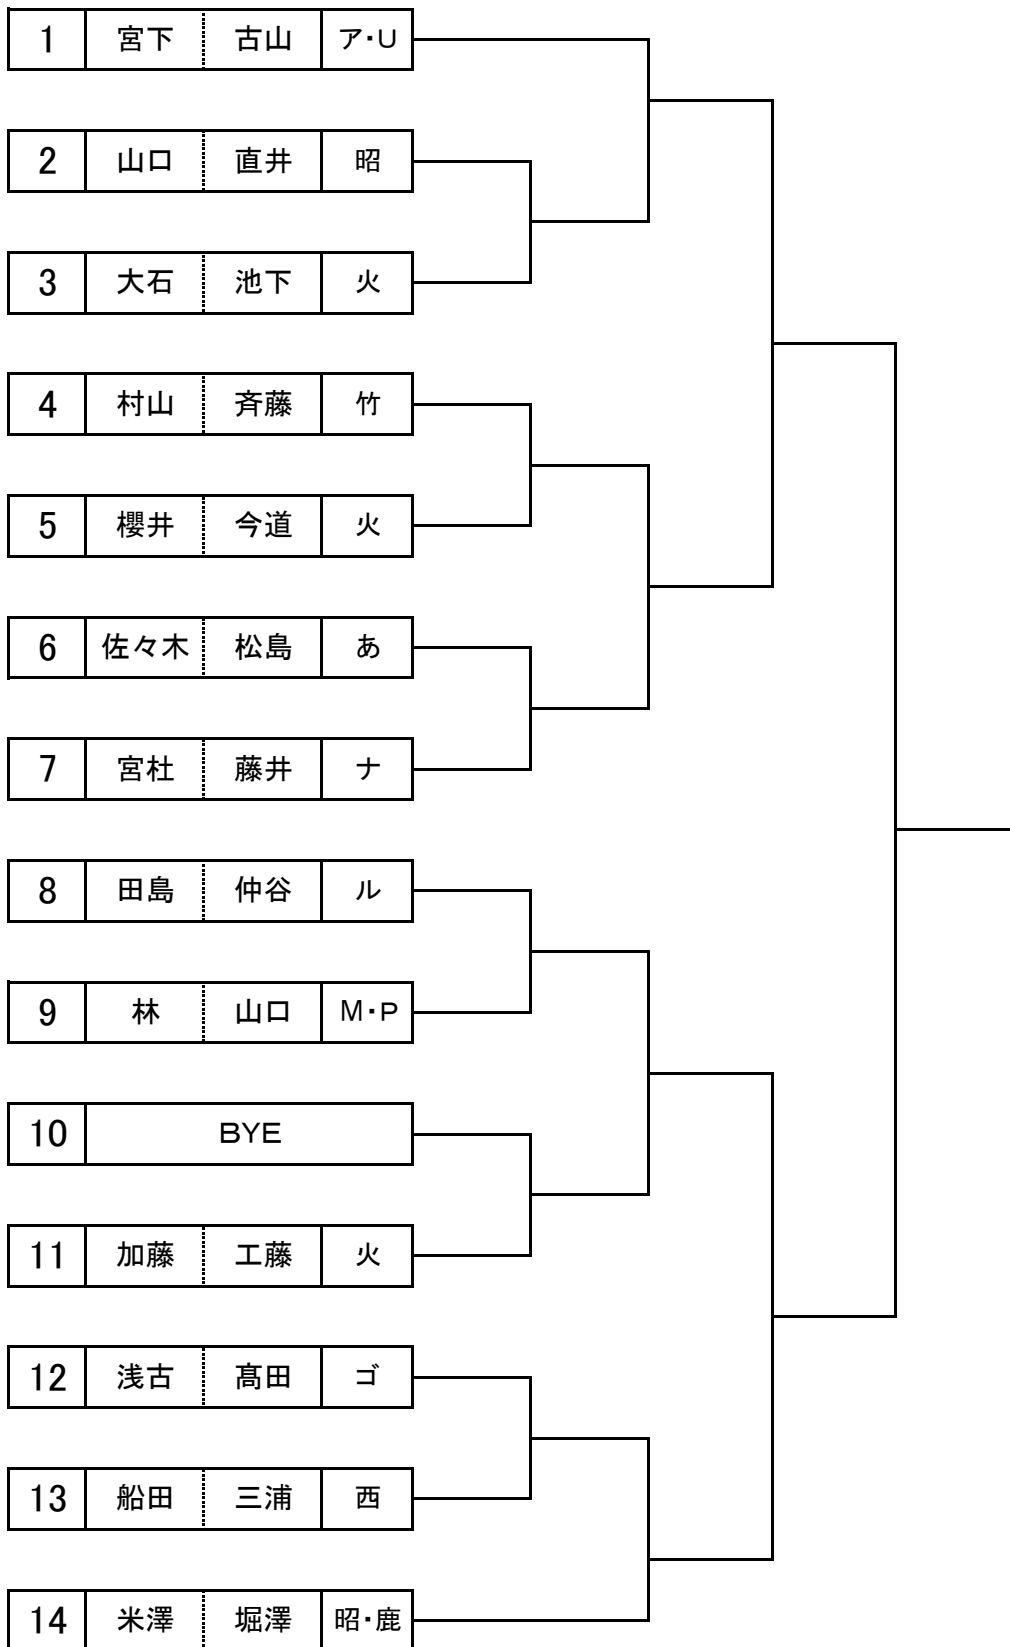 1 宮下 古山 ア・U
2 山口 直井 昭
3 大石 池下 火
4 村山 斉藤 竹
5 櫻井 今道 火
6 佐々木 松島 あ
7 宮杜 藤井 ナ
8 田島 仲谷 ル
9 林 山口 M・P
10 BYE
11 加藤 工藤 火
12 浅古 髙田 ゴ
13 船田 三浦 西
14 米澤 堀澤 昭・鹿